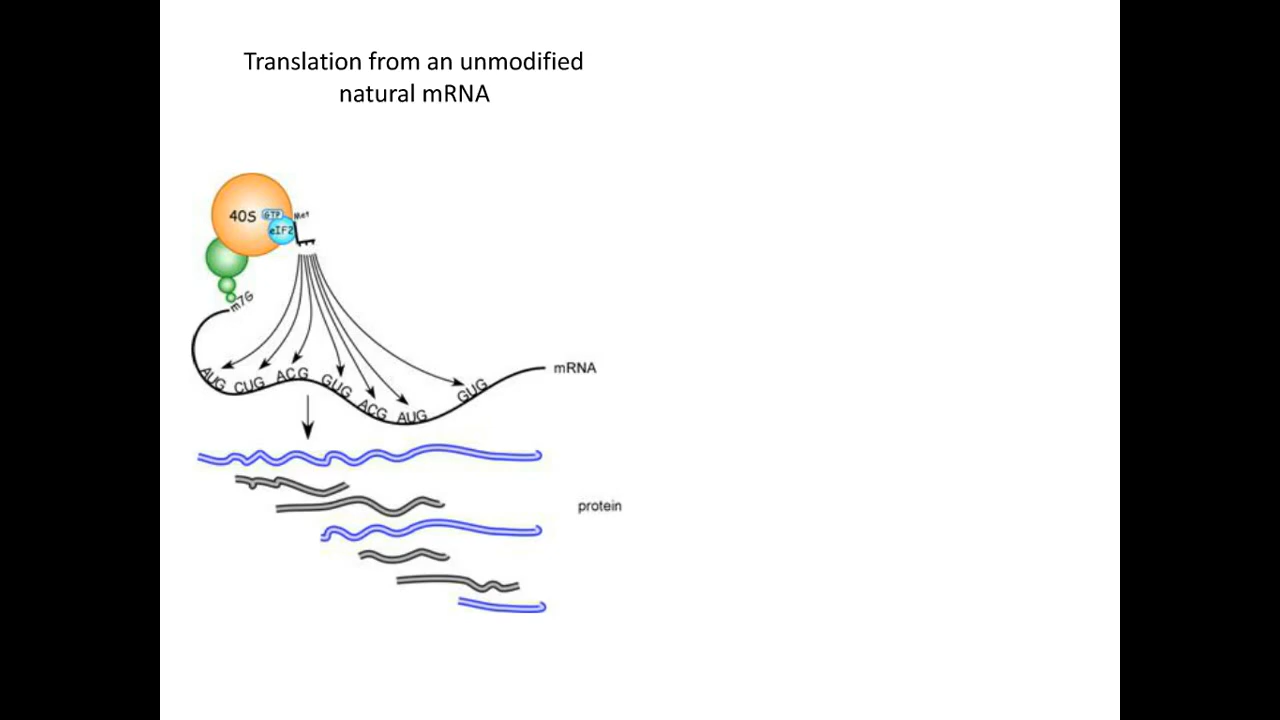 Translation from an unmodified
natural mRNA
40S
GTP
Met
eIF2
m7G
mRNA
AUG
CUG
ACG
GUG
ACG
AUG
GUG
protein